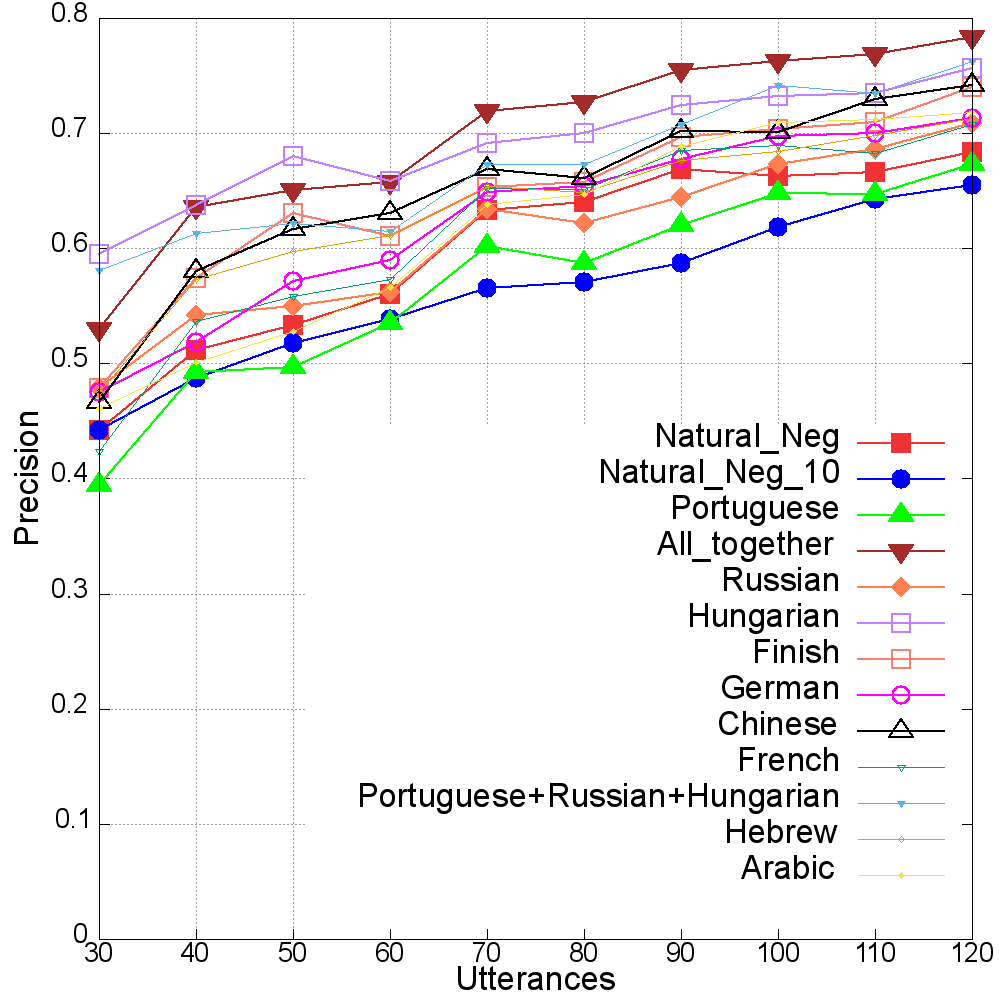 0.8
0.7
0.6
0.5
0.4
0.3
0.2
0.1
0
Precision
Natural_Neg
Natural_Neg_10
Portuguese
All_together
Russian
Hungarian
Finish
German
Chinese
French
Portuguese+Russian+Hungarian
Hebrew
Arabic
30 40 50 60 70 80 90 100 110 120
Utterances